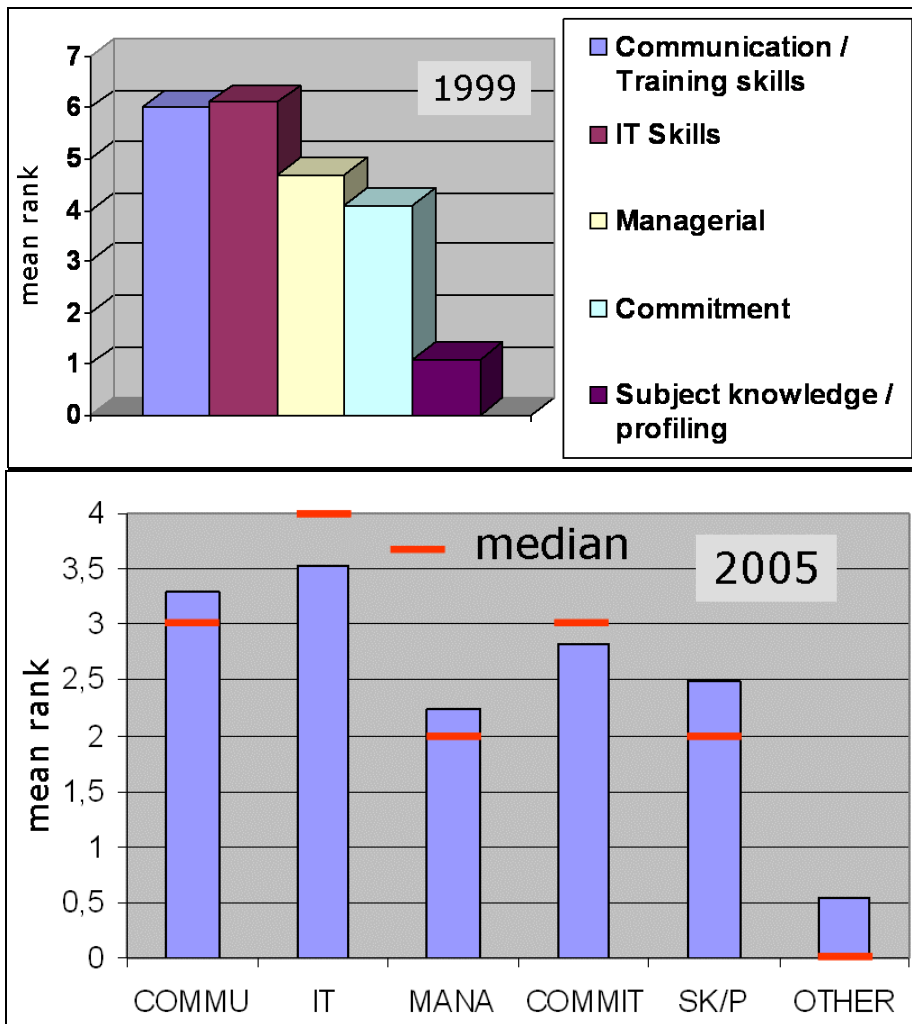 7
6
5
4
3
2
1
0
mean rank
1999
Communication /
Training skills
IT Skills
Managerial
Commitment
Subject knowledge /
profiling
4
3,5
3
2,5
2
1,5
1
0,5
0
mean rank
median
2005
COMMU IT MANA COMMIT SK/P OTHER